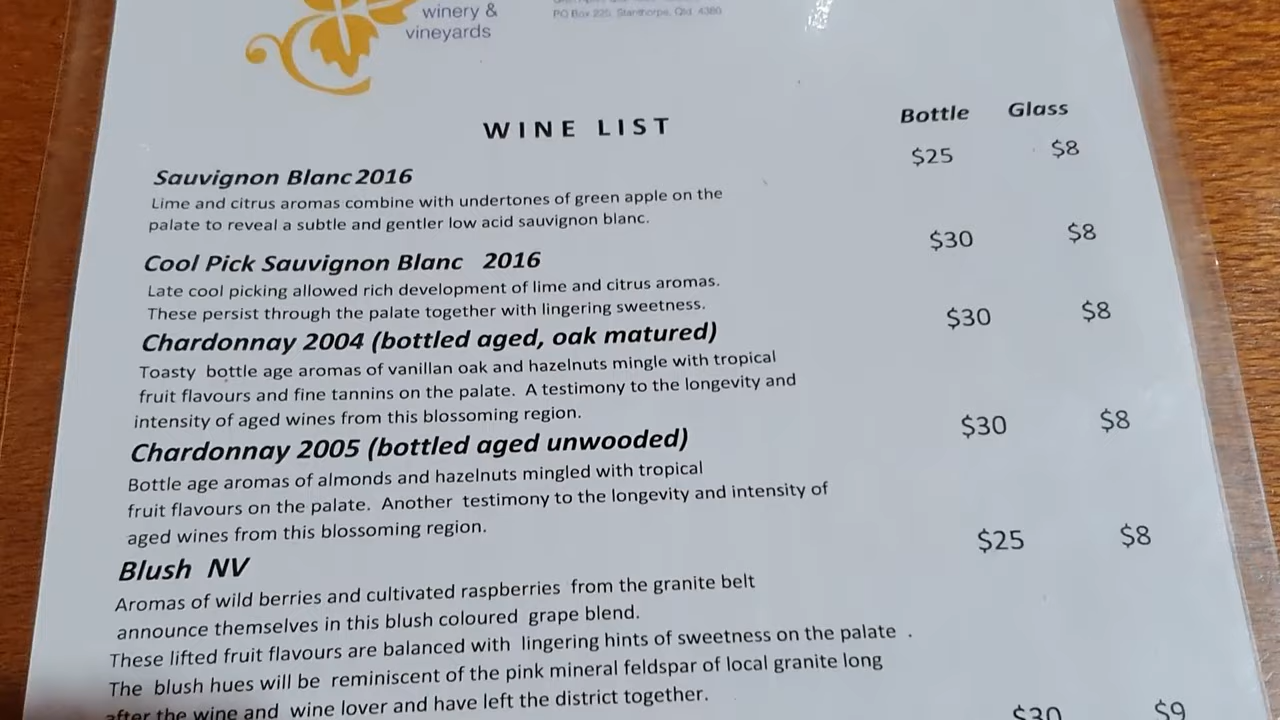 winery &
vineyards
PO Box 225, Stanthorpe, Qld 4380
WINE LIST
Bottle Glass
Sauvignon Blanc 2016 $25 $8
Lime and citrus aromas combine with undertones of green apple on the
palate to reveal a subtle and gentler low acid sauvignon blanc.
Cool Pick Sauvignon Blanc 2016 $30 $8
Late cool picking allowed rich development of lime and citrus aromas.
These persist through the palate together with lingering sweetness.
Chardonnay 2004 (bottled aged, oak matured) $30 $8
Toasty bottle age aromas of vanillan oak and hazelnuts mingle with tropical
fruit flavours and fine tannins on the palate. A testimony to the longevity and
intensity of aged wines from this blossoming region.
Chardonnay 2005 (bottled aged unwooded) $30 $8
Bottle age aromas of almonds and hazelnuts mingled with tropical
fruit flavours on the palate. Another testimony to the longevity and intensity of
aged wines from this blossoming region.
Blush NV $25 $8
Aromas of wild berries and cultivated raspberries from the granite belt
announce themselves in this blush coloured grape blend.
These lifted fruit flavours are balanced with lingering hints of sweetness on the palate .
The blush hues will be reminiscent of the pink mineral feldspar of local granite long
after the wine and wine lover and have left the district together.
$30 $9